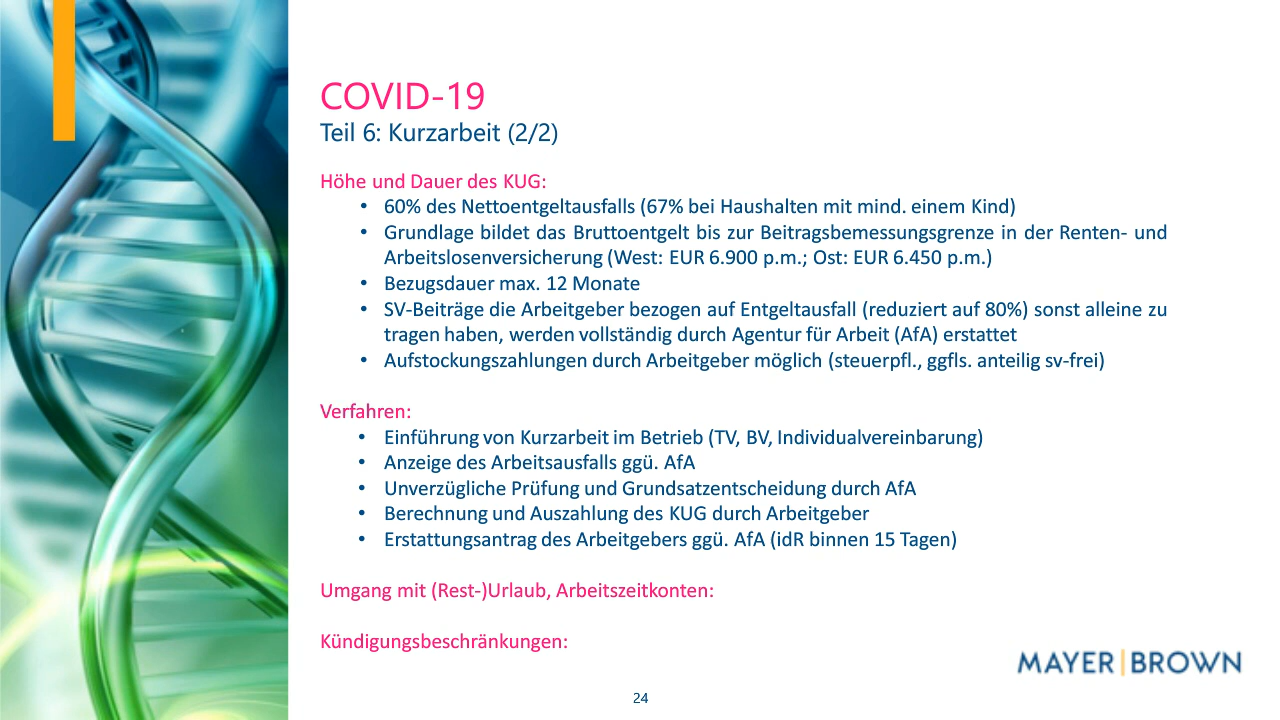 COVID-19
Teil 6: Kurzarbeit (2/2)
Höhe und Dauer des KUG:
• 60% des Nettoentgeltausfalls (67% bei Haushalten mit mind. einem Kind)
• Grundlage bildet das Bruttoentgelt bis zur Beitragsbemessungsgrenze in der Renten- und
Arbeitslosenversicherung (West: EUR 6.900 p.m.; Ost: EUR 6.450 p.m.)
• Bezugsdauer max. 12 Monate
• SV-Beiträge die Arbeitgeber bezogen auf Entgeltausfall (reduziert auf 80%) sonst alleine zu
tragen haben, werden vollständig durch Agentur für Arbeit (AfA) erstattet
• Aufstockungszahlungen durch Arbeitgeber möglich (steuerpfl., ggfls. anteilig sv-frei)
Verfahren:
• Einführung von Kurzarbeit im Betrieb (TV, BV, Individualvereinbarung)
• Anzeige des Arbeitsausfalls ggü. AfA
• Unverzügliche Prüfung und Grundsatzentscheidung durch AfA
• Berechnung und Auszahlung des KUG durch Arbeitgeber
• Erstattungsantrag des Arbeitgebers ggü. AfA (idR binnen 15 Tagen)
Umgang mit (Rest-)Urlaub, Arbeitszeitkonten:
Kündigungsbeschränkungen:
MAYER|BROWN
24